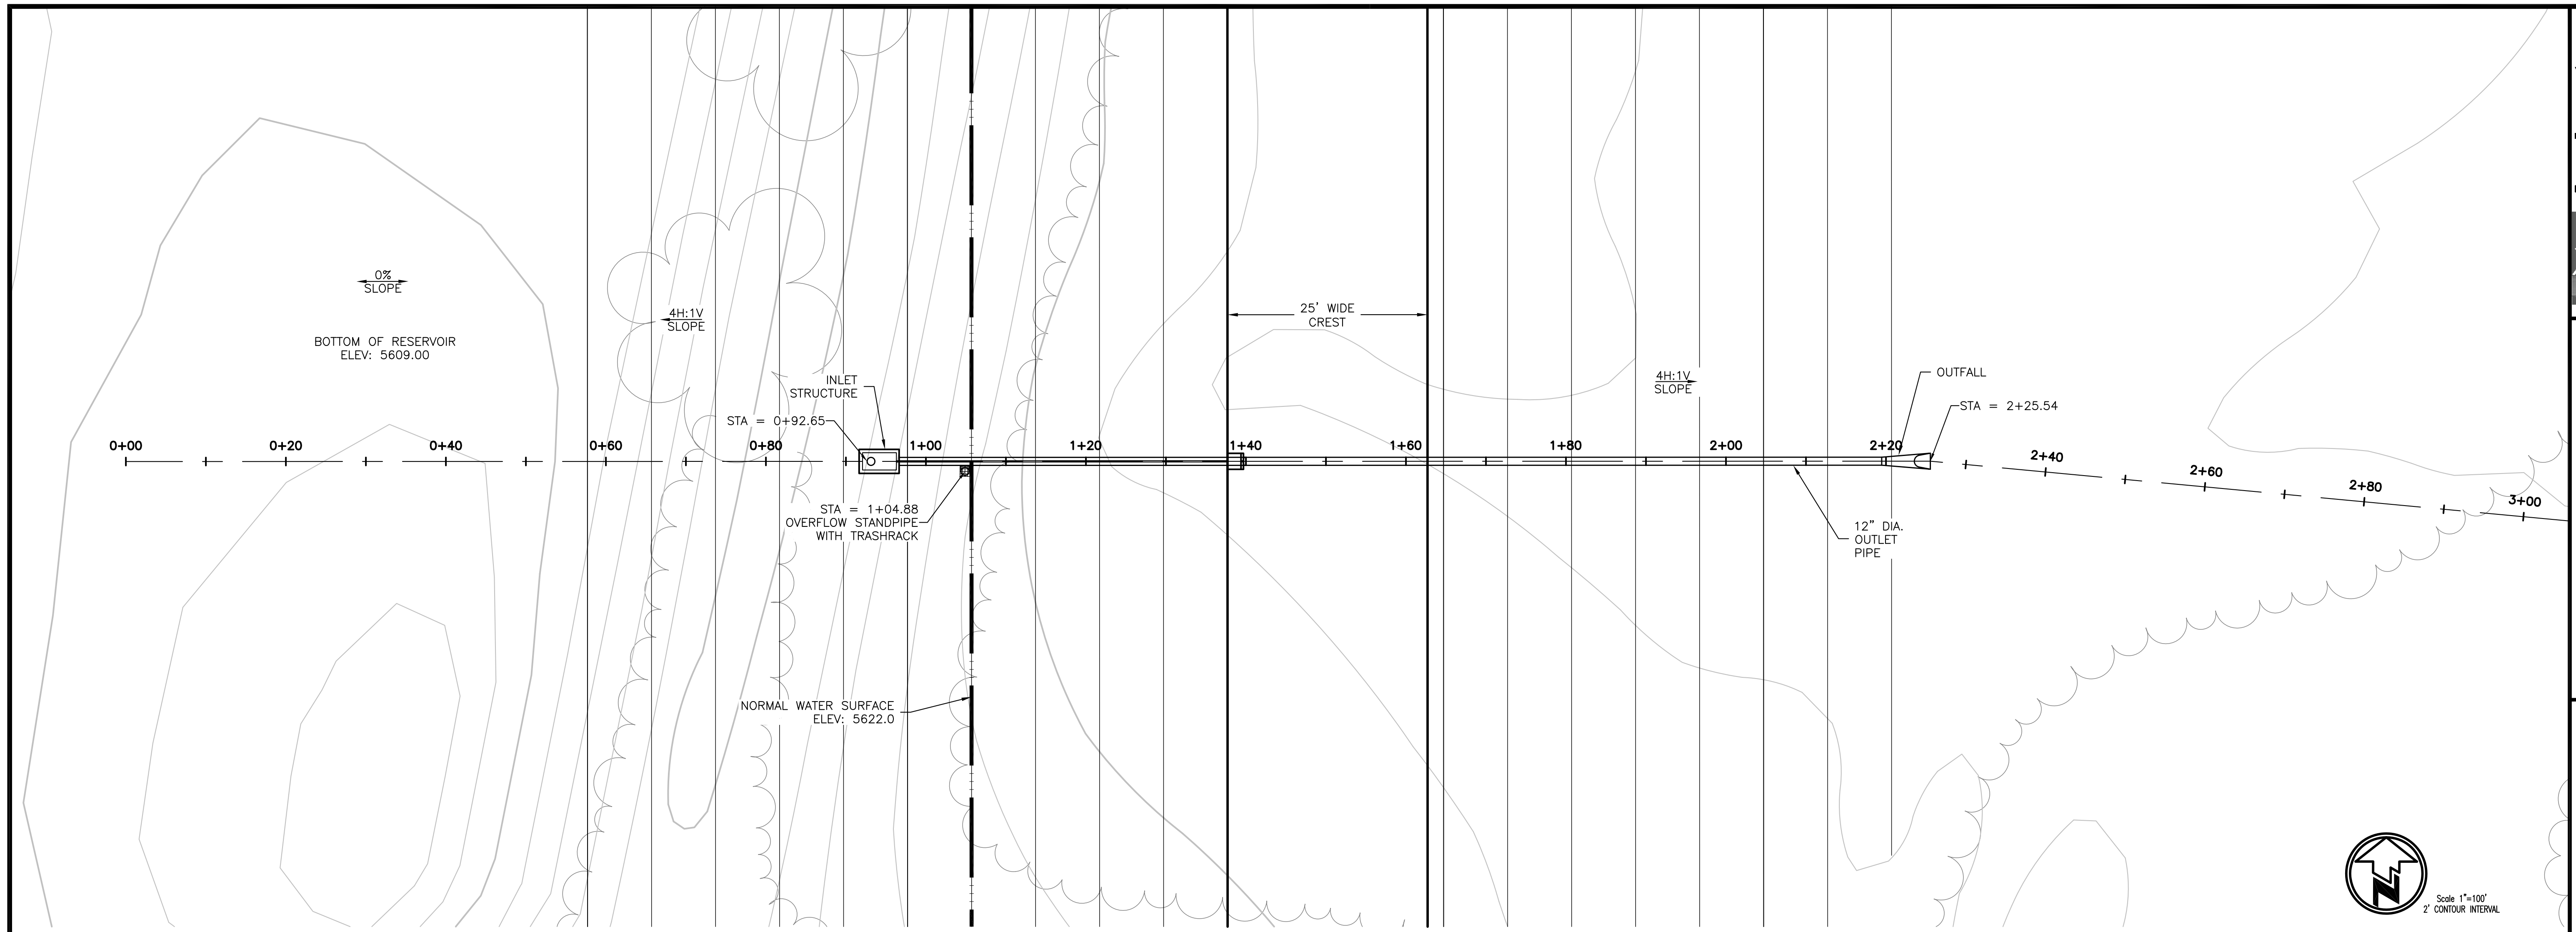 0%
SLOPE
BOTTOM OF RESERVOIR
ELEV: 5609.00
4H:1V
SLOPE
25' WIDE
CREST
4H:1V
SLOPE
INLET
STRUCTURE
STA = 0+92.65
OUTFALL
STA = 2+25.54
0+00
0+20
0+40
0+60
0+80
1+00
1+20
1+40
1+60
1+80
2+00
2+20
2+40
2+60
2+80
3+00
STA = 1+04.88
OVERFLOW STANDPIPE
WITH TRASHRACK
12" DIA.
OUTLET
PIPE
NORMAL WATER SURFACE
ELEV: 5622.0
N
Scale 1"=100'
2' CONTOUR INTERVAL